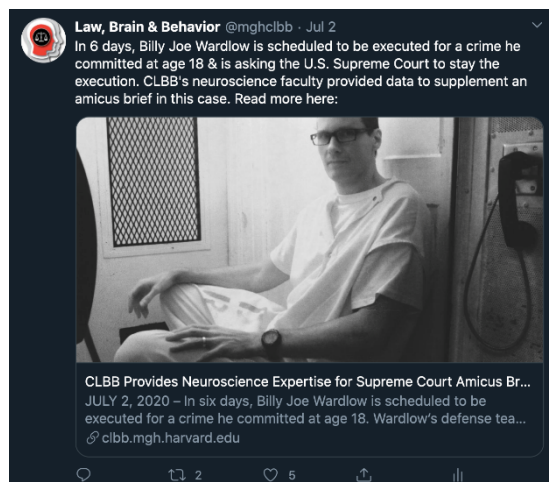 Law, Brain & Behavior @mghclbb · Jul 2
In 6 days, Billy Joe Wardlow is scheduled to be executed for a crime he
committed at age 18 & is asking the U.S. Supreme Court to stay the
execution. CLBB's neuroscience faculty provided data to supplement an
amicus brief in this case. Read more here:
CLBB Provides Neuroscience Expertise for Supreme Court Amicus Br...
JULY 2, 2020 – In six days, Billy Joe Wardlow is scheduled to be
executed for a crime he committed at age 18. Wardlow's defense tea...
clbb.mgh.harvard.edu
2 5